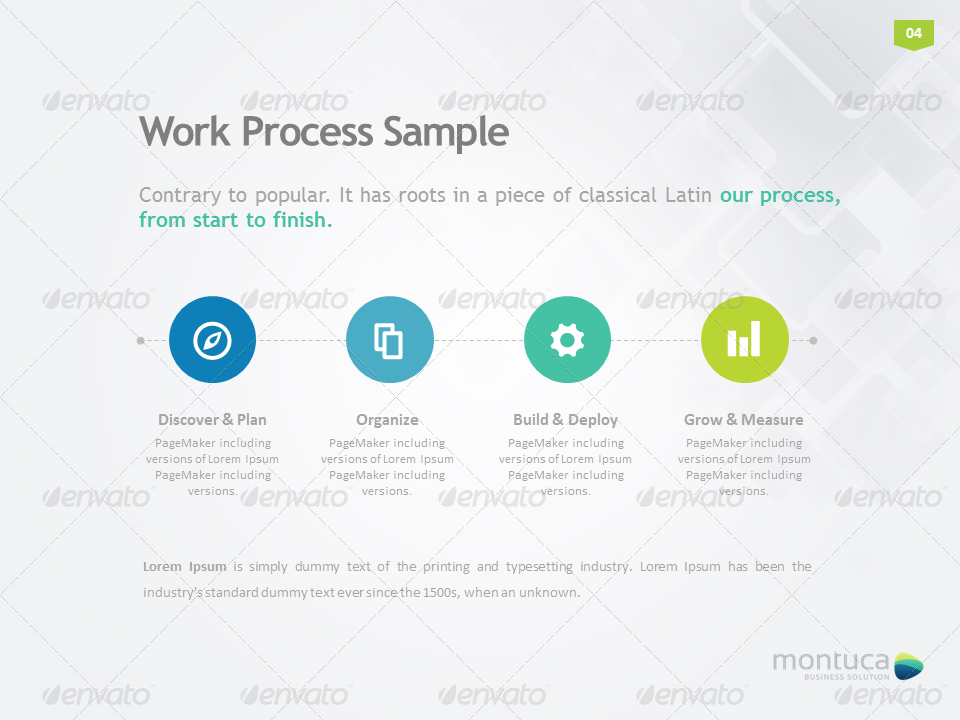 04
Work Process Sample
Contrary to popular. It has roots in a piece of classical Latin our process,
from start to finish.
Discover & Plan
PageMaker including
versions of Lorem Ipsum
PageMaker including
versions.
Organize
PageMaker including
versions of Lorem Ipsum
PageMaker including
versions.
Build & Deploy
PageMaker including
versions of Lorem Ipsum
PageMaker including
versions.
Grow & Measure
PageMaker including
versions of Lorem Ipsum
PageMaker including
versions.
Lorem Ipsum is simply dummy text of the printing and typesetting industry. Lorem Ipsum has been the
industry's standard dummy text ever since the 1500s, when an unknown.
montuca
BUSINESS SOLUTION
envato envato envato envato envato
envato envato envato envato envato
envato envato envato envato envato
envato envato envato envato envato